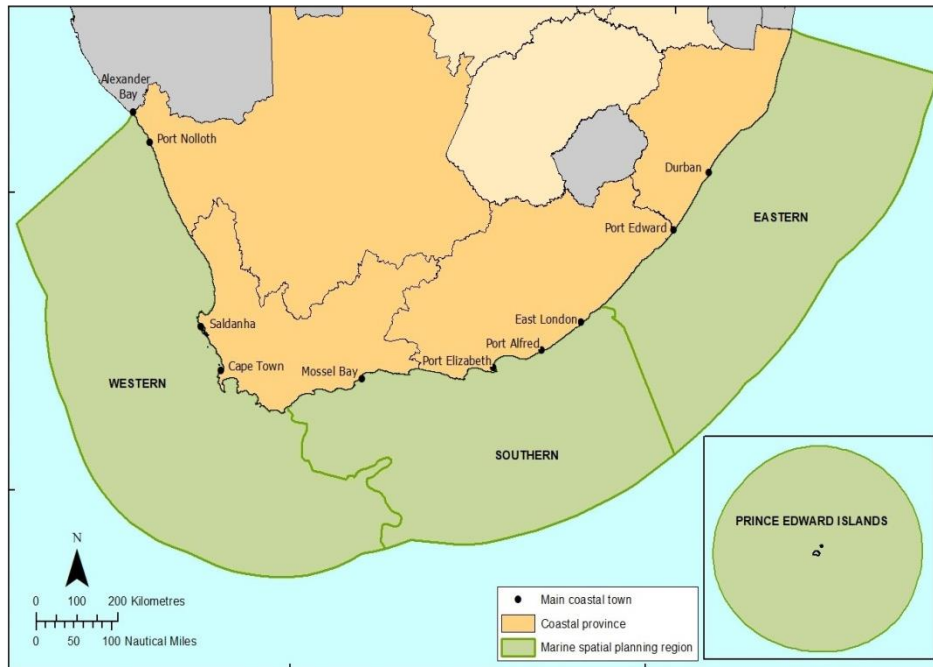 Alexander
Bay
Port Nolloth
Durban
EASTERN
Port Edward
Saldanha
East London
Port Alfred
Cape Town
Mossel Bay
Port Elizabeth
WESTERN
SOUTHERN
PRINCE EDWARD ISLANDS
N
0 100 200 Kilometres
0 50 100 Nautical Miles
Main coastal town
Coastal province
Marine spatial planning region